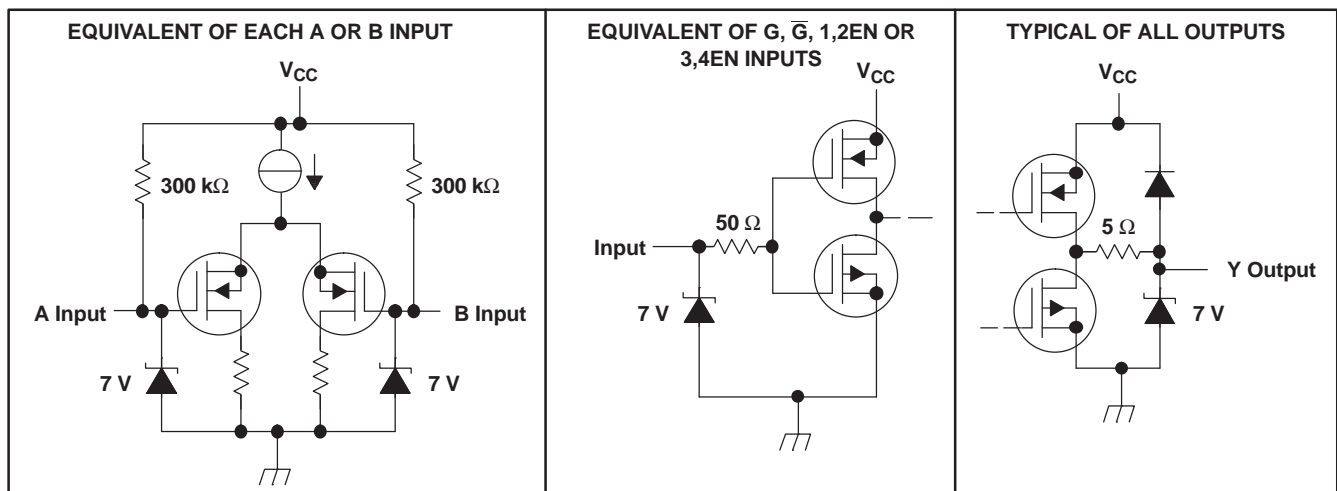 EQUIVALENT OF EACH A OR B INPUT
VCC
300 kΩ
300 kΩ
A Input
B Input
7 V
7 V
EQUIVALENT OF G, G̅, 1,2EN OR
3,4EN INPUTS
VCC
50 Ω
Input
7 V
TYPICAL OF ALL OUTPUTS
VCC
5 Ω
Y Output
7 V